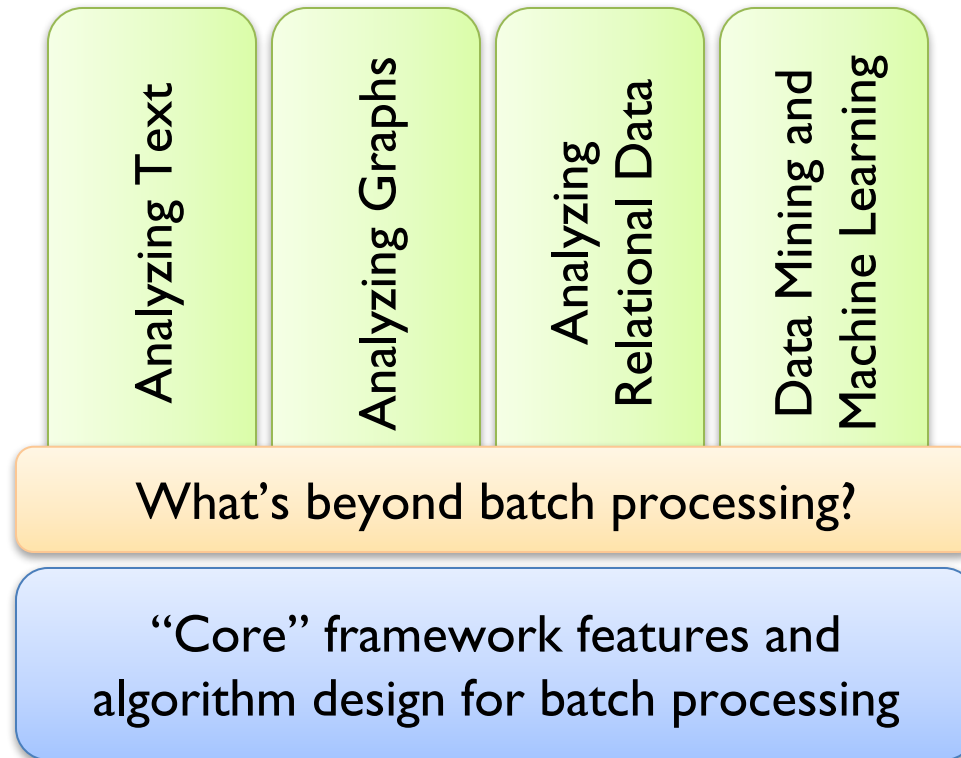 Analyzing Text
Analyzing Graphs
Analyzing
Relational Data
Data Mining and
Machine Learning
What’s beyond batch processing?
“Core” framework features and
algorithm design for batch processing